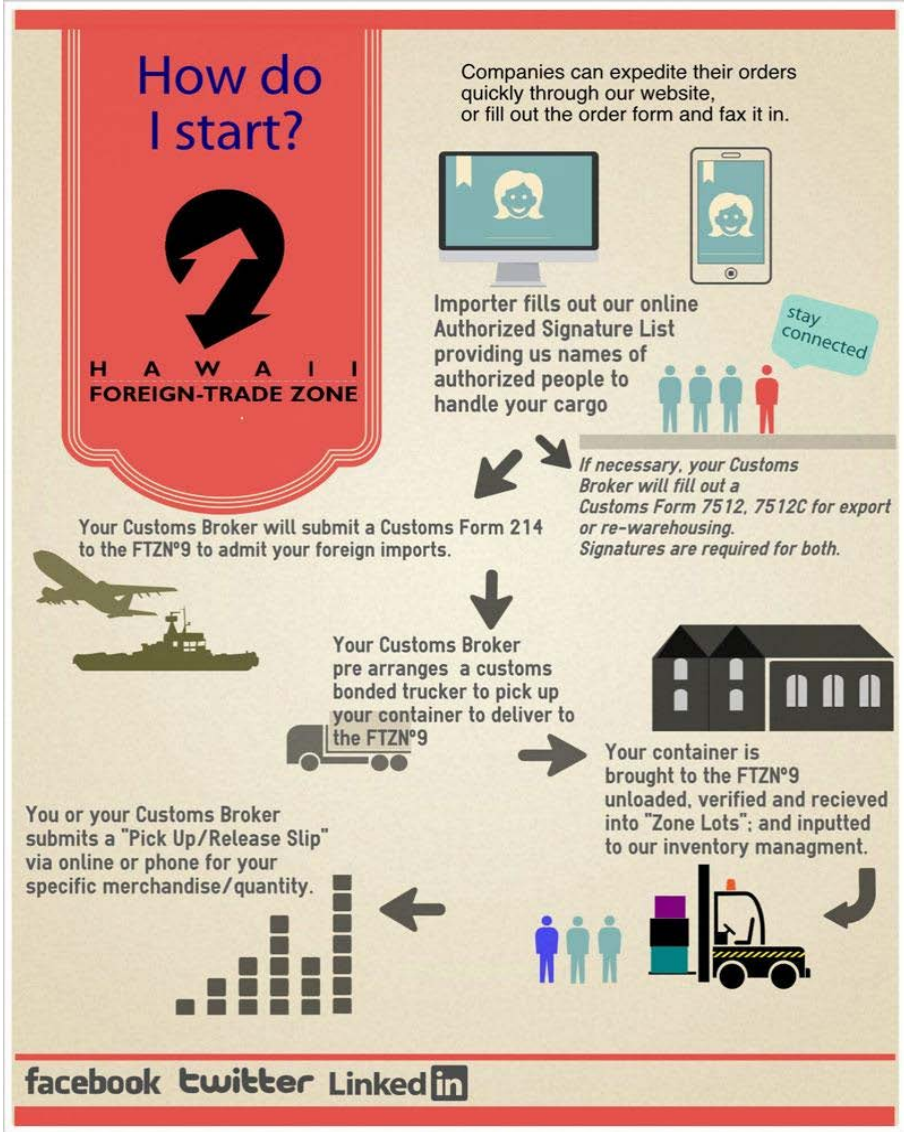 How do
I start?
HAWAII
FOREIGN-TRADE ZONE
Companies can expedite their orders
quickly through our website,
or fill out the order form and fax it in.
Importer fills out our online
Authorized Signature List
providing us names of
authorized people to
handle your cargo
stay
connected
If necessary, your Customs
Broker will fill out a
Customs Form 7512, 7512C for export
or re-warehousing.
Signatures are required for both.
Your Customs Broker will submit a Customs Form 214
to the FTZNº9 to admit your foreign imports.
Your Customs Broker
pre arranges a customs
bonded trucker to pick up
your container to deliver to
the FTZNº9
Your container is
brought to the FTZNº9
unloaded, verified and recieved
into "Zone Lots"; and inputted
to our inventory managment.
You or your Customs Broker
submits a "Pick Up/Release Slip"
via online or phone for your
specific merchandise/quantity.
facebook twitter Linked in